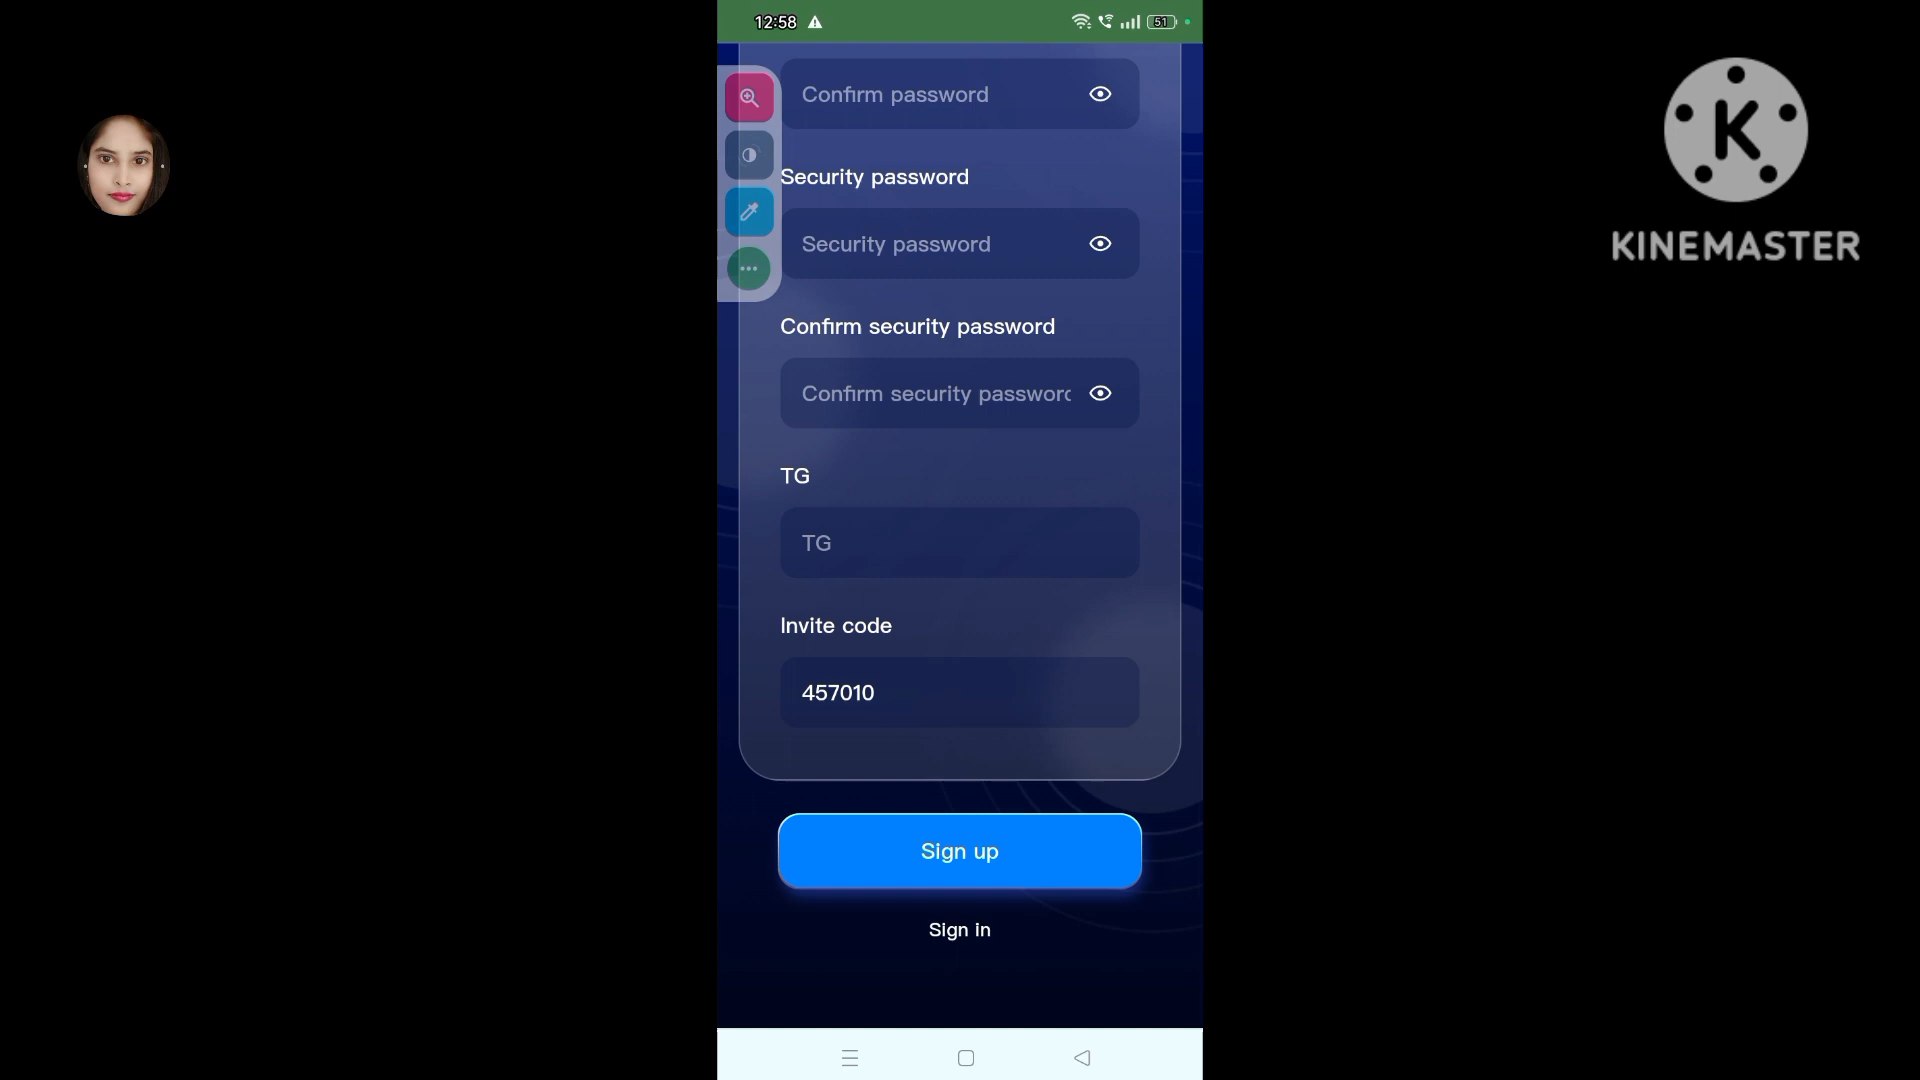 12:58
51
Confirm password
Security password
Security password
Confirm security password
Confirm security passworc
TG
TG
Invite code
457010
Sign up
Sign in
K
KINEMASTER